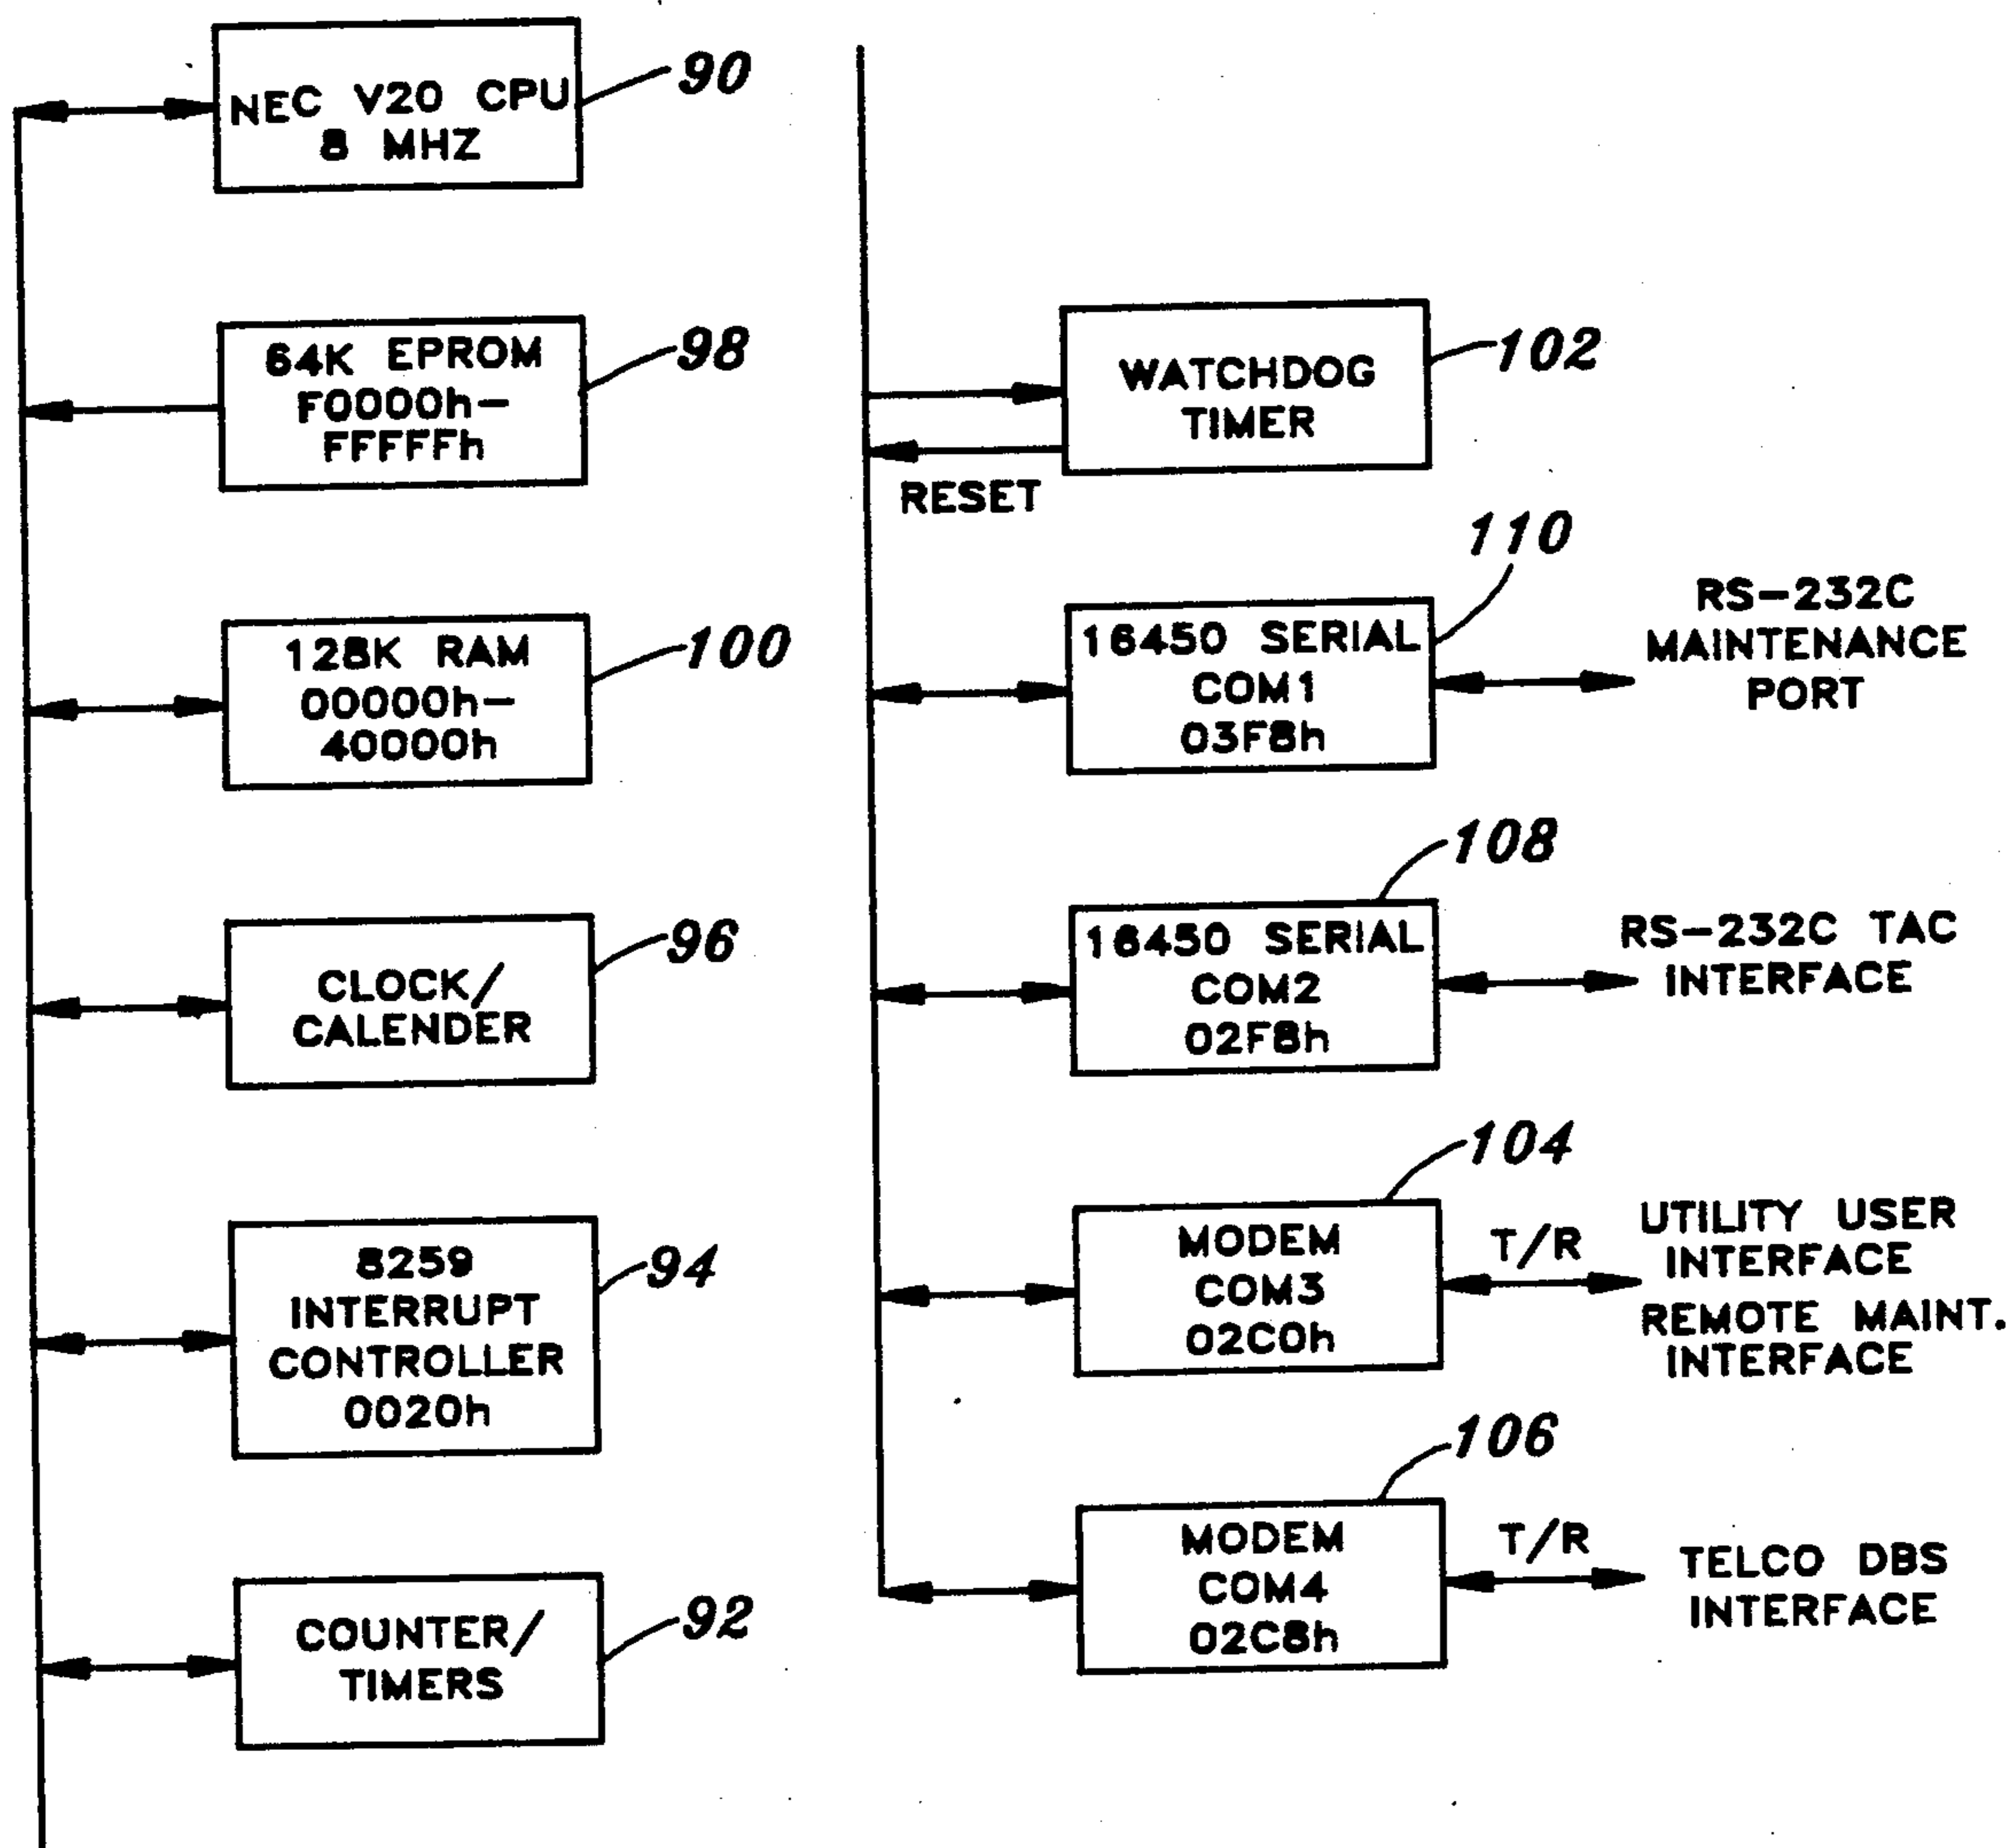 NEC V20 CPU
8 MHZ
90
64K EPROM
F0000h-
FFFFFh
98
128K RAM
00000h-
40000h
100
CLOCK/
CALENDER
96
8259
INTERRUPT
CONTROLLER
0020h
94
COUNTER/
TIMERS
92
WATCHDOG
TIMER
102
RESET
16450 SERIAL
COM1
03F8h
110
RS-232C
MAINTENANCE
PORT
16450 SERIAL
COM2
02F8h
108
RS-232C TAC
INTERFACE
MODEM
COM3
02C0h
104
T/R
UTILITY USER
INTERFACE
REMOTE MAINT.
INTERFACE
MODEM
COM4
02C8h
106
T/R
TELCO DBS
INTERFACE